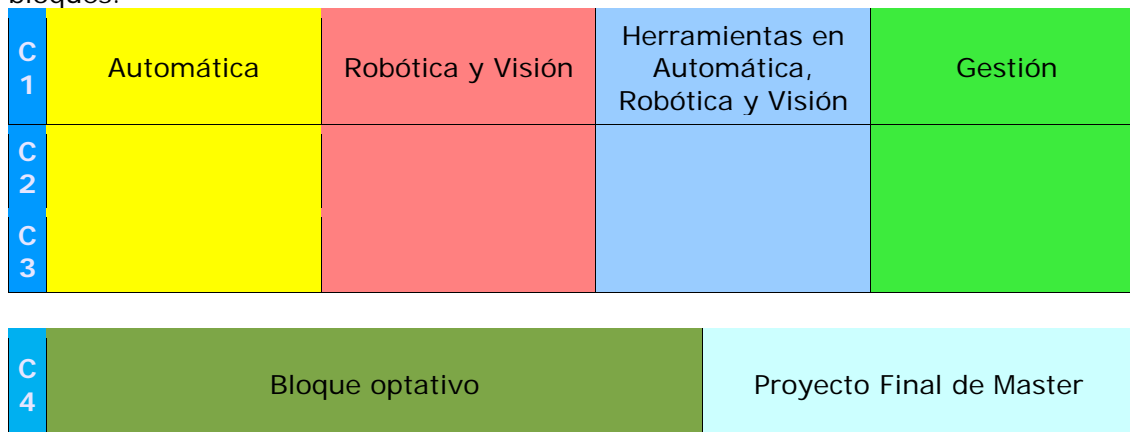 bloques:
C
1
Automática
Robótica y Visión
Herramientas en
Automática,
Robótica y Visión
Gestión
C
2
C
3
C
4
Bloque optativo
Proyecto Final de Master